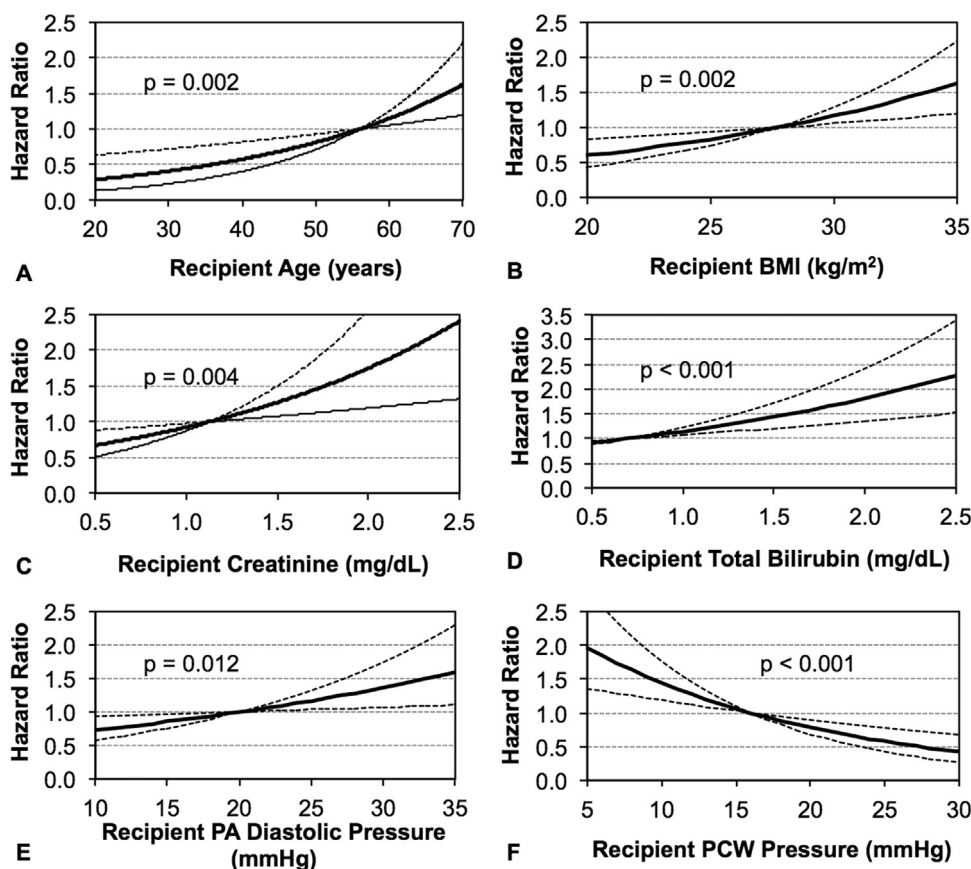 Hazard Ratio
2.5
2.0
1.5
1.0
0.5
0.0
p = 0.002
20 30 40 50 60 70
A Recipient Age (years)
Hazard Ratio
2.5
2.0
1.5
1.0
0.5
0.0
p = 0.002
20 25 30 35
B Recipient BMI (kg/m²)
Hazard Ratio
2.5
2.0
1.5
1.0
0.5
0.0
p = 0.004
0.5 1.0 1.5 2.0 2.5
C Recipient Creatinine (mg/dL)
Hazard Ratio
3.5
3.0
2.5
2.0
1.5
1.0
0.5
0.0
p < 0.001
0.5 1.0 1.5 2.0 2.5
D Recipient Total Bilirubin (mg/dL)
Hazard Ratio
2.5
2.0
1.5
1.0
0.5
0.0
p = 0.012
10 15 20 25 30 35
Recipient PA Diastolic Pressure
E (mmHg)
Hazard Ratio
2.5
2.0
1.5
1.0
0.5
0.0
p < 0.001
5 10 15 20 25 30
F Recipient PCW Pressure (mmHg)